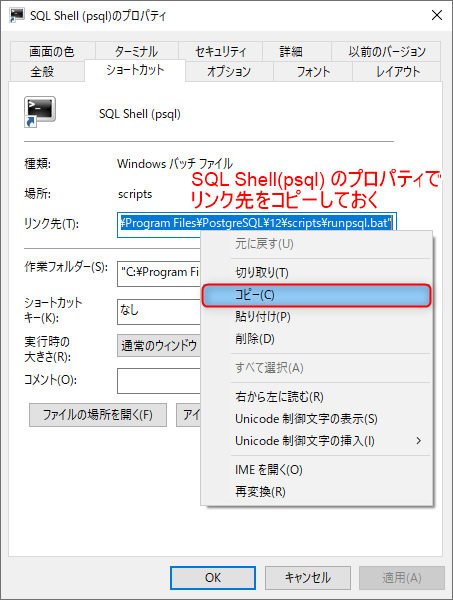 SQL Shell (psql)のプロパティ
画面の色 ターミナル セキュリティ 詳細 以前のバージョン
全般 ショートカット オプション フォント レイアウト
SQL Shell (psql)
種類: Windows バッチ ファイル
場所: scripts
SQL Shell(psql) のプロパティで
リンク先をコピーしておく
リンク先(T): ¥Program Files¥PostgreSQL¥12¥scripts¥runpsql.bat"
元に戻す(U)
作業フォルダー(S): "C:¥Program Fi
切り取り(T)
コピー(C)
ショートカット
キー(K): なし
貼り付け(P)
実行時の
大きさ(R): 通常のウィンドウ
削除(D)
すべて選択(A)
コメント(O):
右から左に読む(R)
ファイルの場所を開く(F) アイ
Unicode 制御文字の表示(S)
Unicode 制御文字の挿入(I)
IME を開く(O)
再変換(R)
OK キャンセル 適用(A)